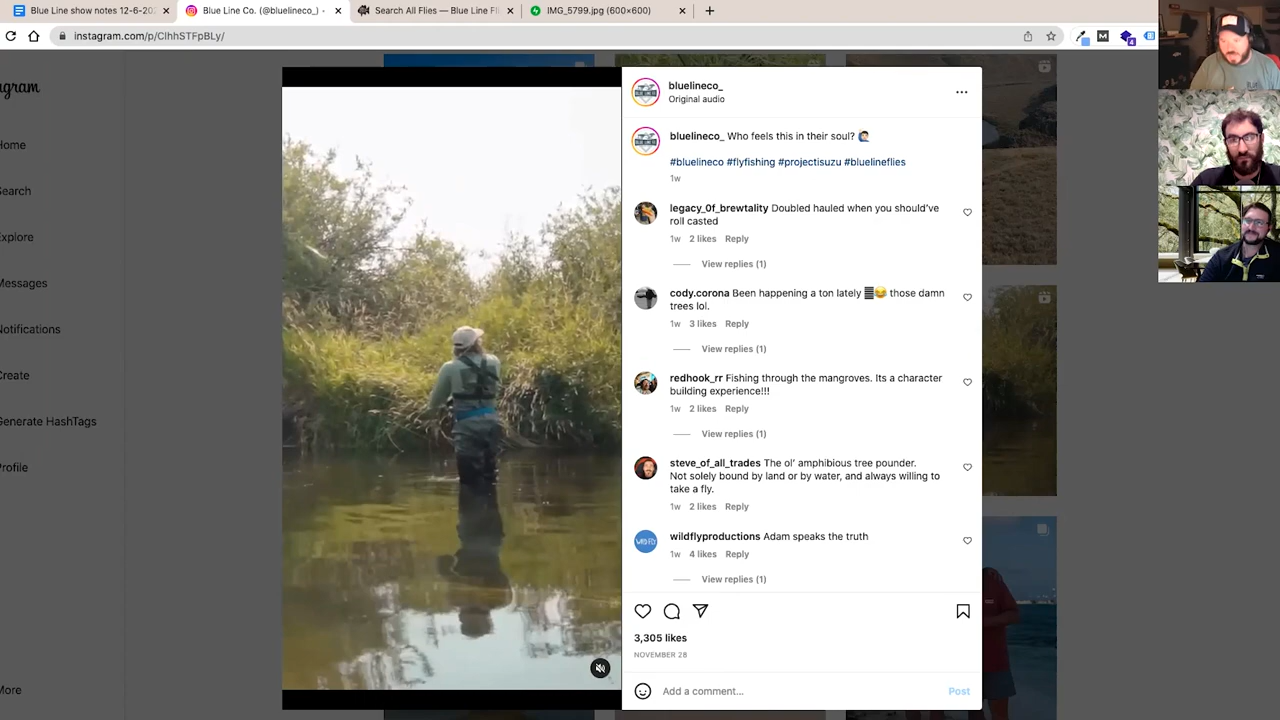 Blue Line show notes 12-6-202
Blue Line Co. (@bluelineco_) •
Search All Flies — Blue Line Fli
IMG_5799.jpg (600×600)
instagram.com/p/ClhhSTFpBLy/
agram
Home
Search
Explore
Messages
Notifications
Create
Generate HashTags
Profile
More
bluelineco_
Original audio
bluelineco_ Who feels this in their soul? 🙋🏻‍♂️
#bluelineco #flyfishing #projectisuzu #bluelineflies
1w
legacy_0f_brewtality Doubled hauled when you should've
roll casted
1w 2 likes Reply
View replies (1)
cody.corona Been happening a ton lately 😂 those damn
trees lol.
1w 3 likes Reply
View replies (1)
redhook_rr Fishing through the mangroves. Its a character
building experience!!!
1w 2 likes Reply
View replies (1)
steve_of_all_trades The ol' amphibious tree pounder.
Not solely bound by land or by water, and always willing to
take a fly.
1w 2 likes Reply
wildflyproductions Adam speaks the truth
1w 4 likes Reply
View replies (1)
3,305 likes
NOVEMBER 28
Add a comment...
Post